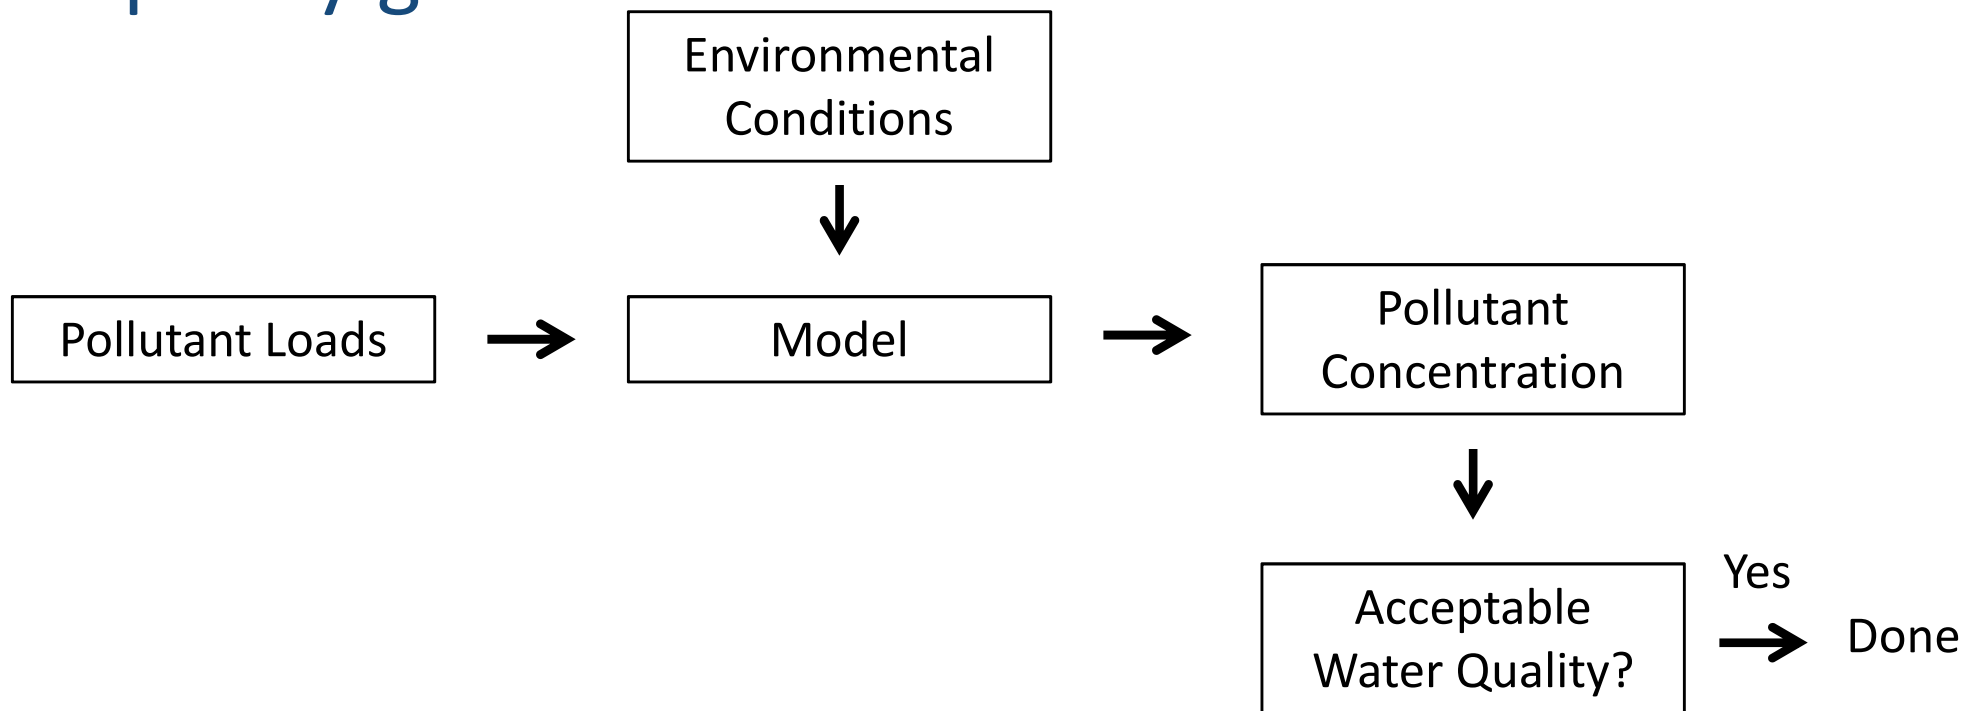 Environmental
Conditions
Pollutant Loads
Model
Pollutant
Concentration
Acceptable
Water Quality?
Yes
Done